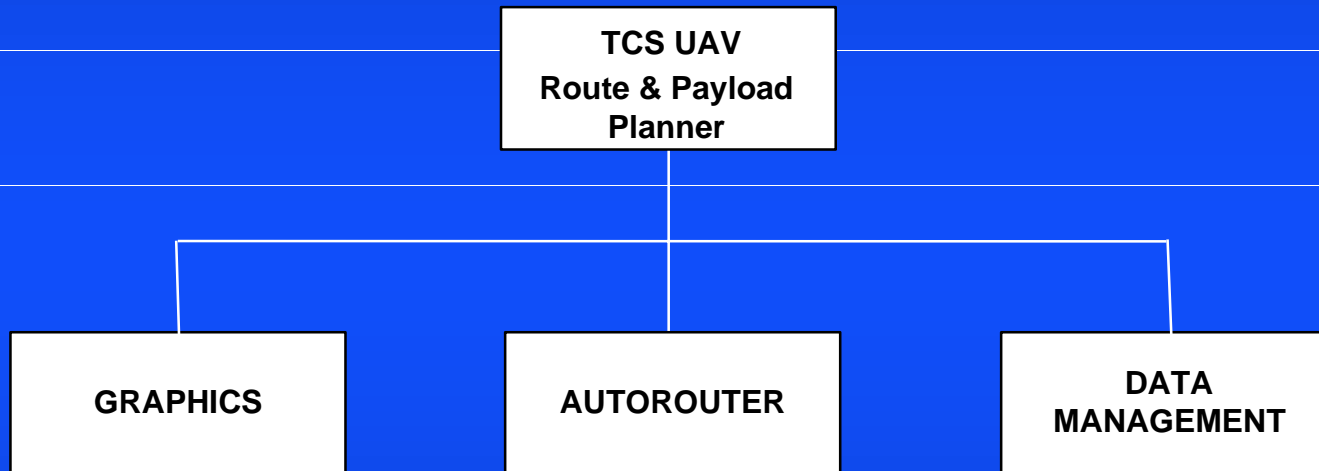 TCS UAV
Route & Payload
Planner
GRAPHICS
AUTOROUTER
DATA
MANAGEMENT